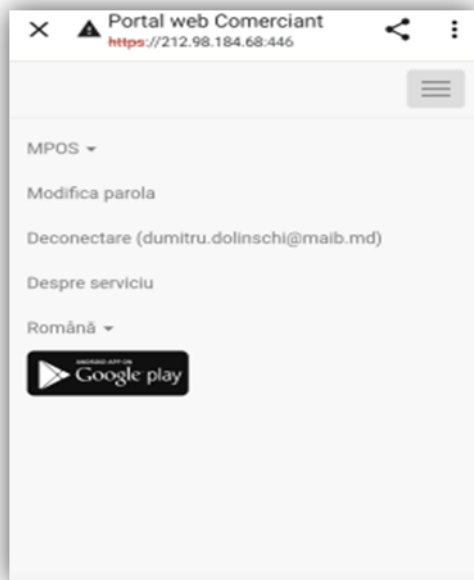 Portal web Comerciant
https://212.98.184.68:446
MPOS
Modifica parola
Deconectare (dumitru.dolinschi@maib.md)
Despre serviciu
Română
ANDROID APP ON
Google play